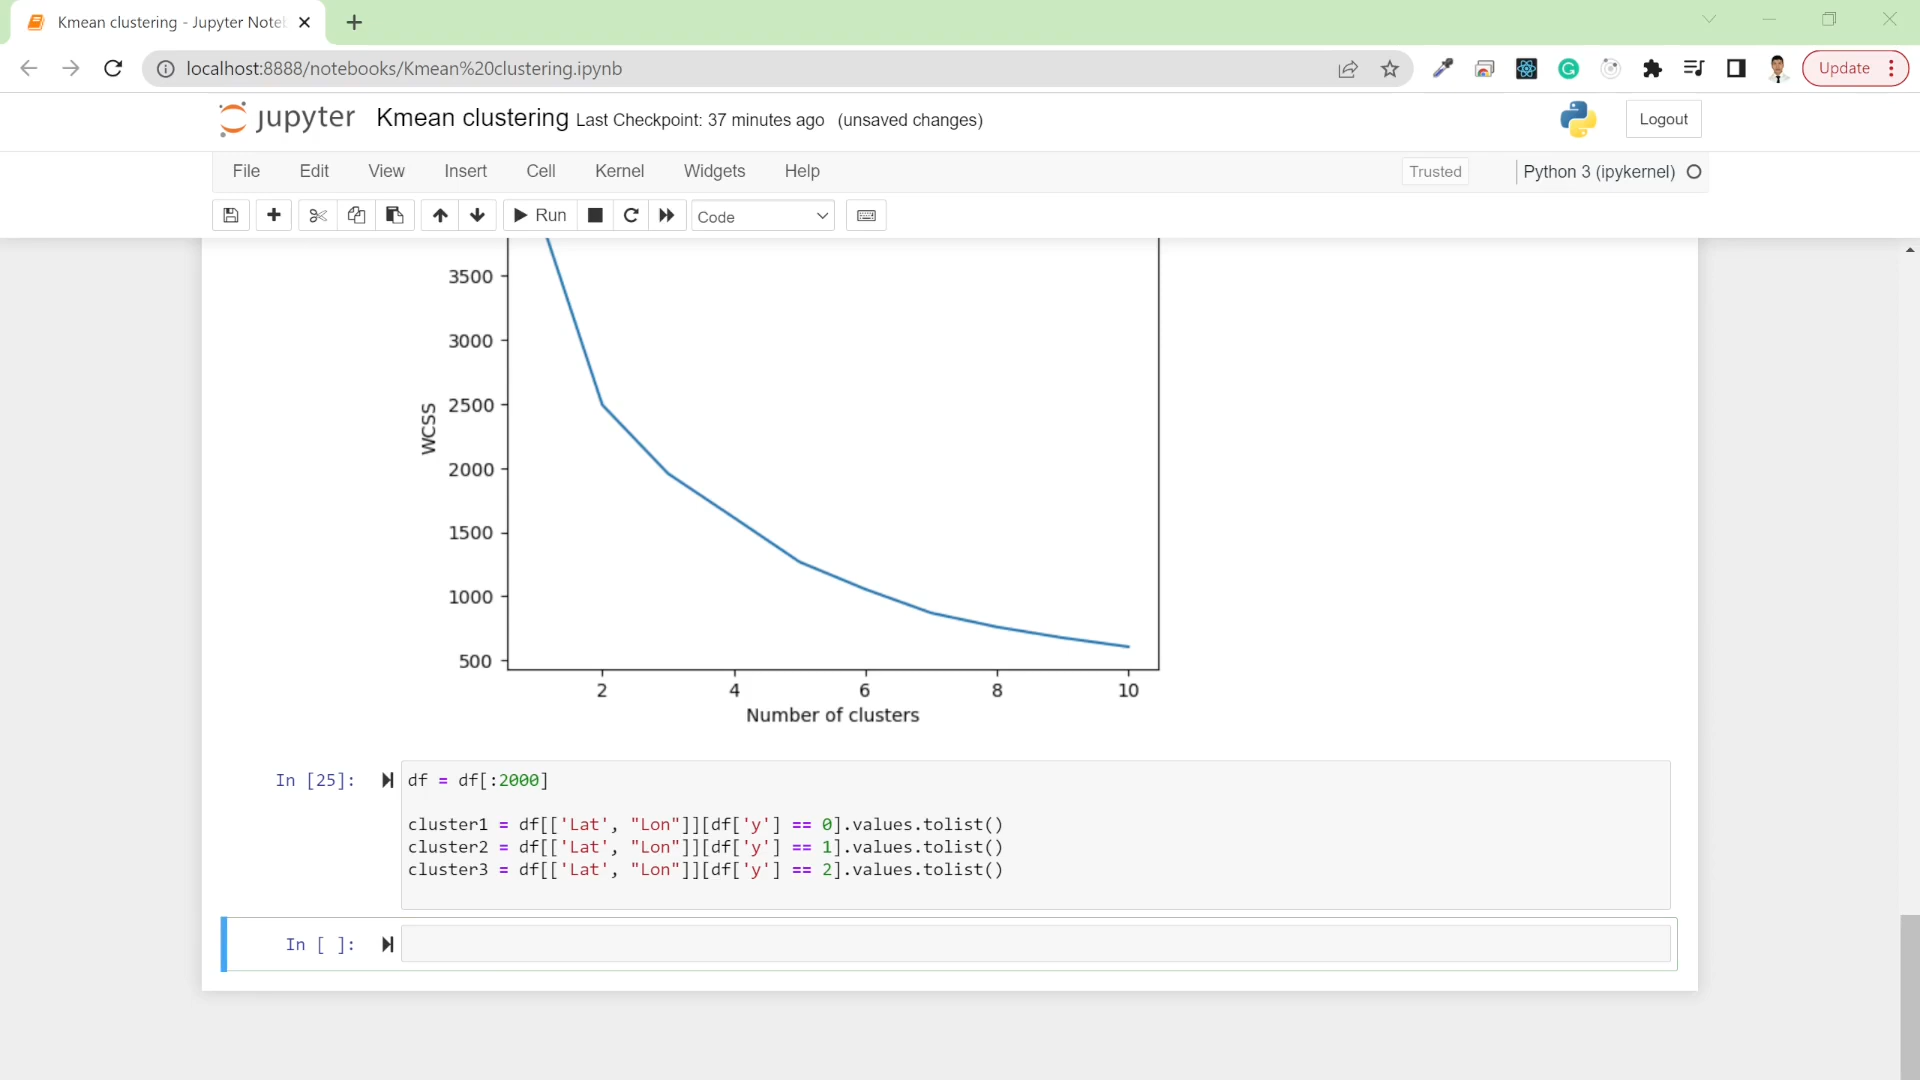 Kmean clustering - Jupyter Note
localhost:8888/notebooks/Kmean%20clustering.ipynb
Update
jupyter Kmean clustering Last Checkpoint: 37 minutes ago (unsaved changes)
Logout
File Edit View Insert Cell Kernel Widgets Help
Trusted
Python 3 (ipykernel)
Run
Code
3500
3000
2500
2000
1500
1000
500
WCSS
2 4 6 8 10
Number of clusters
In [25]:
df = df[:2000]
cluster1 = df[['Lat', "Lon"]][df['y'] == 0].values.tolist()
cluster2 = df[['Lat', "Lon"]][df['y'] == 1].values.tolist()
cluster3 = df[['Lat', "Lon"]][df['y'] == 2].values.tolist()
In [ ]: